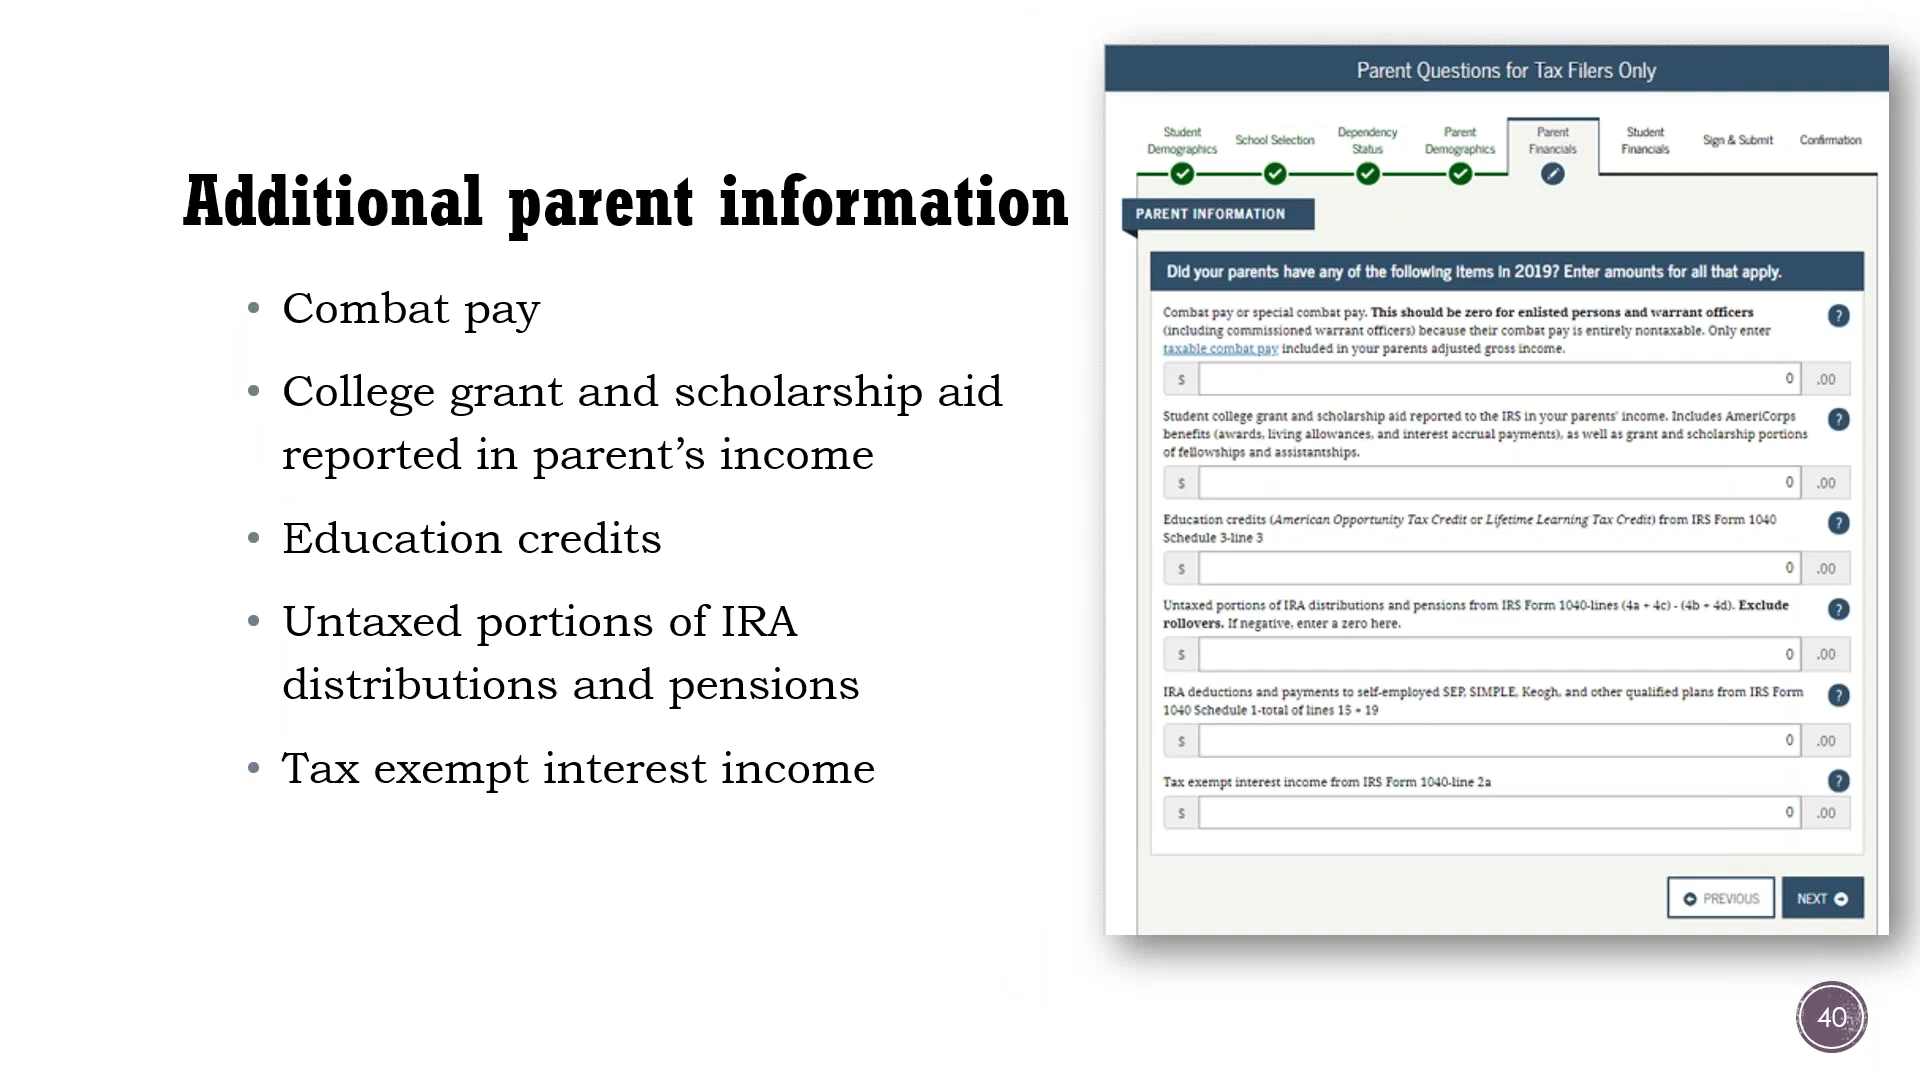 Additional parent information
• Combat pay
• College grant and scholarship aid
reported in parent’s income
• Education credits
• Untaxed portions of IRA
distributions and pensions
• Tax exempt interest income
Parent Questions for Tax Filers Only
Student
Demographics
School Selection
Dependency
Status
Parent
Demographics
Parent
Financials
Student
Financials
Sign & Submit
Confirmation
PARENT INFORMATION
Did your parents have any of the following items in 2019? Enter amounts for all that apply.
Combat pay or special combat pay. This should be zero for enlisted persons and warrant officers
(including commissioned warrant officers) because their combat pay is entirely nontaxable. Only enter
taxable combat pay included in your parents adjusted gross income.
?
$ 0 .00
Student college grant and scholarship aid reported to the IRS in your parents' income. Includes AmeriCorps
benefits (awards, living allowances, and interest accrual payments), as well as grant and scholarship portions
of fellowships and assistantships.
?
$ 0 .00
Education credits (American Opportunity Tax Credit or Lifetime Learning Tax Credit) from IRS Form 1040
Schedule 3-line 3
?
$ 0 .00
Untaxed portions of IRA distributions and pensions from IRS Form 1040-lines (4a + 4c) - (4b + 4d). Exclude
rollovers. If negative, enter a zero here.
?
$ 0 .00
IRA deductions and payments to self-employed SEP, SIMPLE, Keogh, and other qualified plans from IRS Form
1040 Schedule 1-total of lines 15 + 19
?
$ 0 .00
Tax exempt interest income from IRS Form 1040-line 2a
?
$ 0 .00
PREVIOUS
NEXT
40